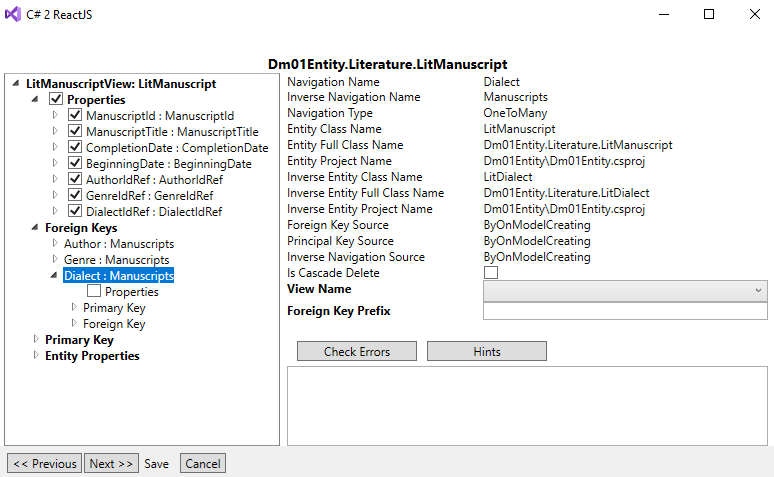 C# 2 ReactJS
Dm01Entity.Literature.LitManuscript
LitManuscriptView: LitManuscript
Properties
ManuscriptId : ManuscriptId
ManuscriptTitle : ManuscriptTitle
CompletionDate : CompletionDate
BeginningDate : BeginningDate
AuthorIdRef : AuthorIdRef
GenreIdRef : GenreIdRef
DialectIdRef : DialectIdRef
Foreign Keys
Author : Manuscripts
Genre : Manuscripts
Dialect : Manuscripts
Properties
Primary Key
Foreign Key
Primary Key
Entity Properties
Navigation Name Dialect
Inverse Navigation Name Manuscripts
Navigation Type OneToMany
Entity Class Name LitManuscript
Entity Full Class Name Dm01Entity.Literature.LitManuscript
Entity Project Name Dm01Entity\Dm01Entity.csproj
Inverse Entity Class Name LitDialect
Inverse Entity Full Class Name Dm01Entity.Literature.LitDialect
Inverse Entity Project Name Dm01Entity\Dm01Entity.csproj
Foreign Key Source ByOnModelCreating
Principal Key Source ByOnModelCreating
Inverse Navigation Source ByOnModelCreating
Is Cascade Delete
View Name
Foreign Key Prefix
Check Errors Hints
<< Previous Next >> Save Cancel